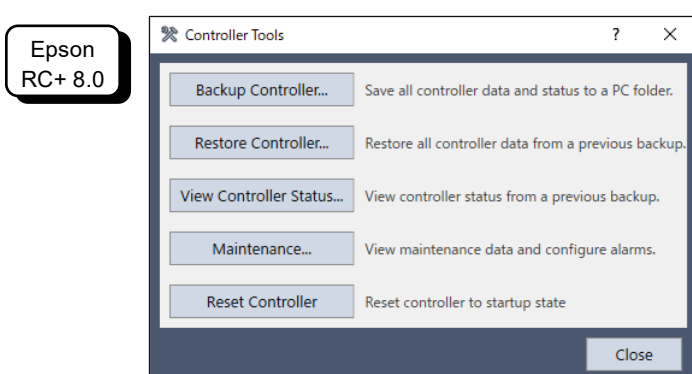 Epson
RC+ 8.0
Controller Tools
?
Backup Controller... Save all controller data and status to a PC folder.
Restore Controller... Restore all controller data from a previous backup.
View Controller Status... View controller status from a previous backup.
Maintenance... View maintenance data and configure alarms.
Reset Controller Reset controller to startup state
Close